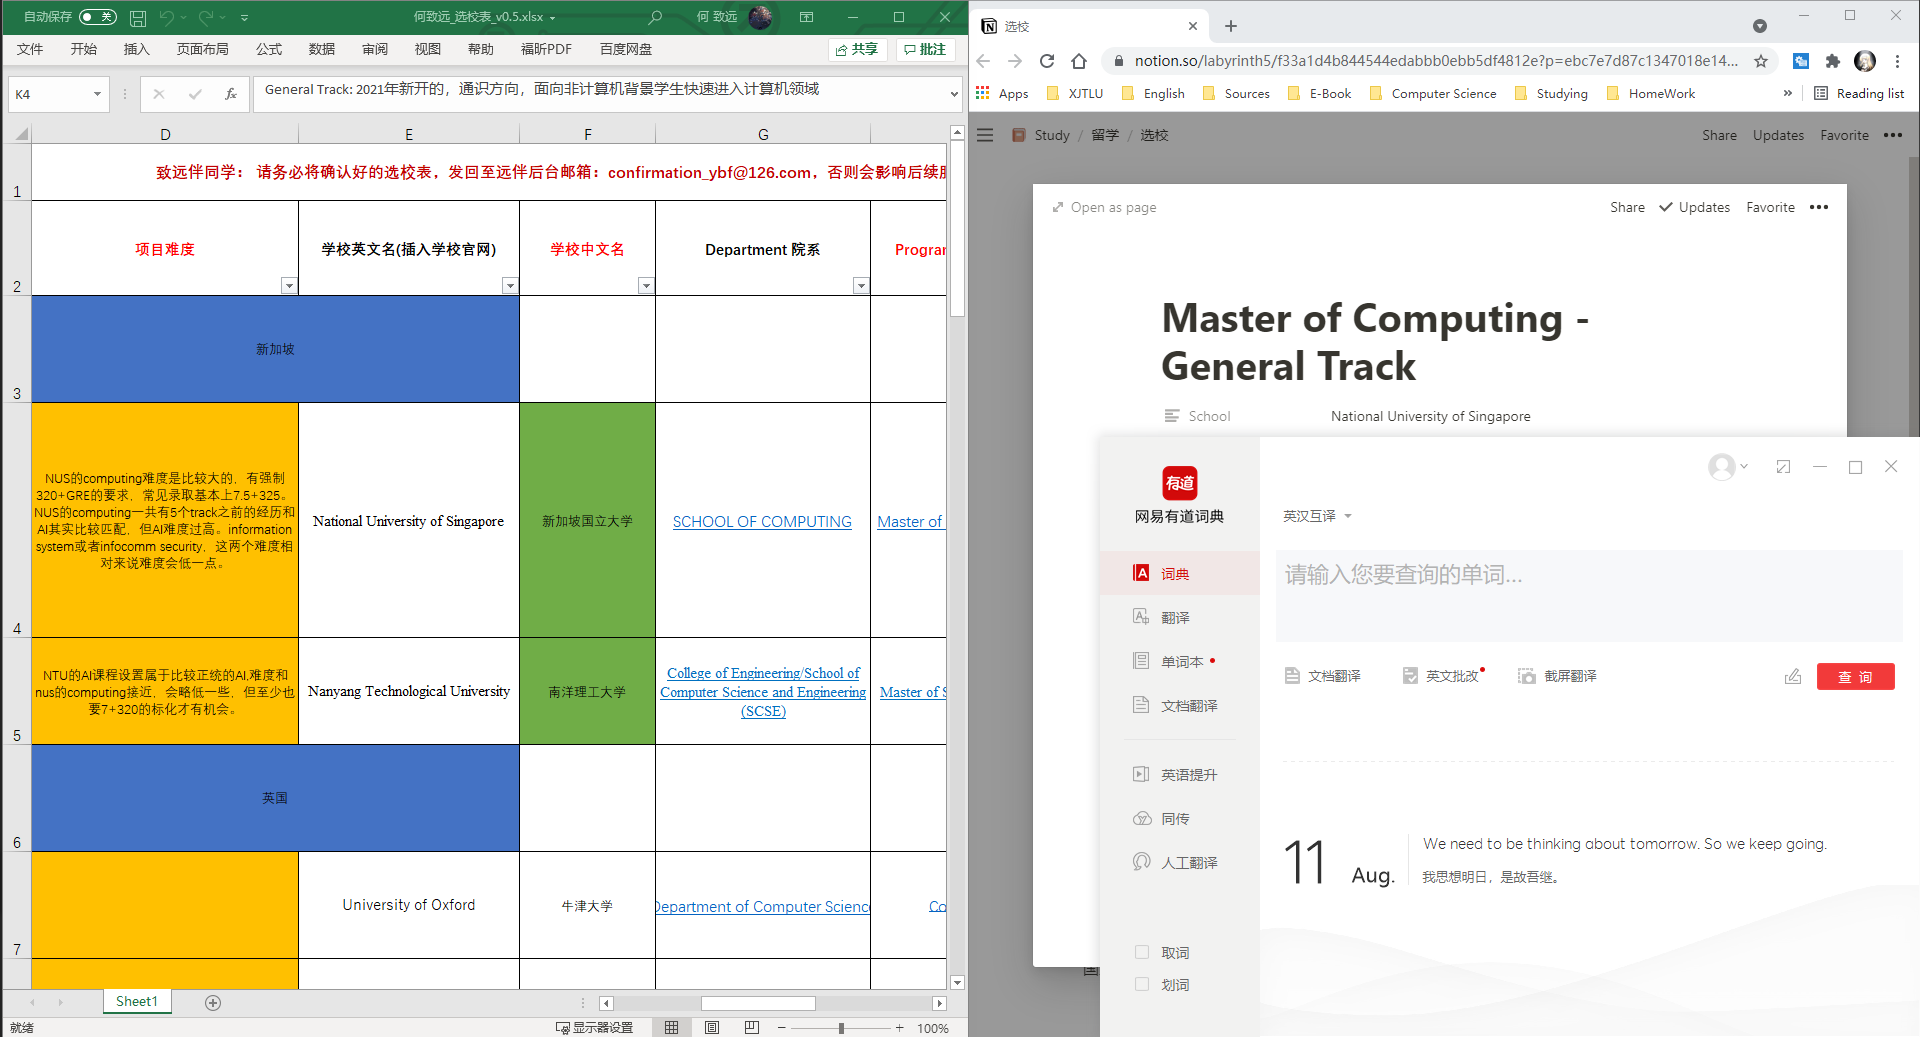 自动保存 关
何致远_选校表_v0.5.xlsx
何 致远
文件 开始 插入 页面布局 公式 数据 审阅 视图 帮助 福昕PDF 百度网盘 共享 批注
K4
fx
General Track: 2021年新开的，通识方向，面向非计算机背景学生快速进入计算机领域
D E F G
1
致远伴同学： 请务必将确认好的选校表，发回至远伴后台邮箱：confirmation_ybf@126.com，否则会影响后续
2
项目难度
学校英文名(插入学校官网)
学校中文名
Department 院系
Program
3
新加坡
4
NUS的computing难度是比较大的，有强制
320+GRE的要求，常见录取基本上7.5+325。
NUS的computing一共有5个track之前的经历和
AI其实比较匹配，但AI难度过高。information
system或者infocomm security，这两个难度相
对来说难度会低一点。
National University of Singapore
新加坡国立大学
SCHOOL OF COMPUTING
Master of
5
NTU的AI课程设置属于比较正统的AI,难度和
nus的computing接近，会略低一些，但至少也
要7+320的标化才有机会。
Nanyang Technological University
南洋理工大学
College of Engineering/School of
Computer Science and Engineering
(SCSE)
Master of S
6
英国
7
University of Oxford
牛津大学
Department of Computer Science
Co
Sheet1
就绪
显示器设置
100%
选校
notion.so/labyrinth5/f33a1d4b844544edabbb0ebb5df4812e?p=ebc7e7d87c1347018e14...
Apps XJTLU English Sources E-Book Computer Science Studying HomeWork » Reading list
Study / 留学 / 选校
Share Updates Favorite
Open as page
Share Updates Favorite
Master of Computing -
General Track
School National University of Singapore
有道
网易有道词典
词典
翻译
单词本
文档翻译
英语提升
同传
人工翻译
取词
划词
英汉互译
请输入您要查询的单词...
文档翻译 英文批改 截屏翻译
查 询
11 Aug.
We need to be thinking about tomorrow. So we keep going.
我思想明日，是故吾继。